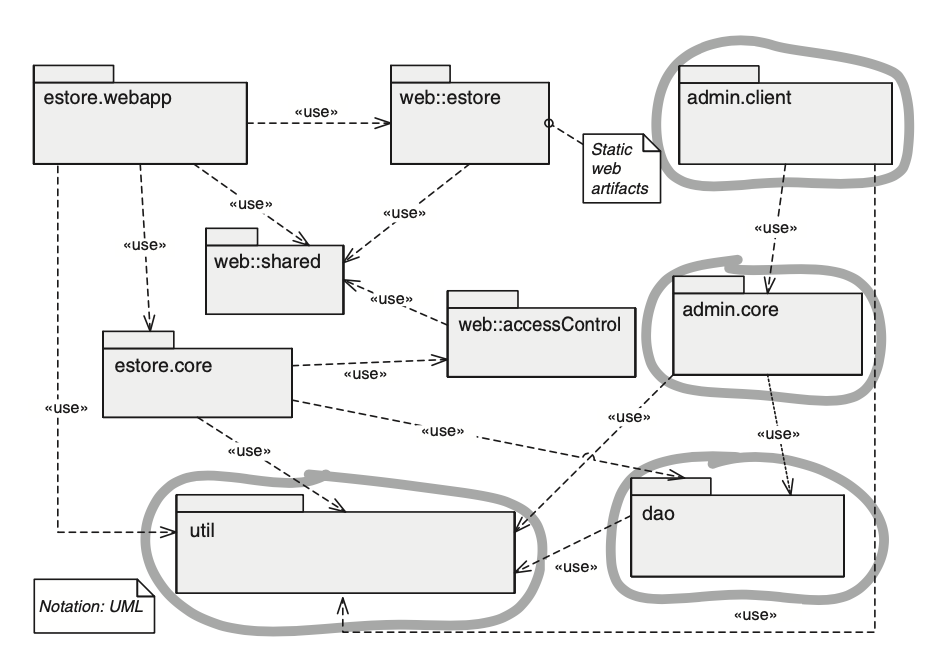 estore.webapp
«use»
web::estore
admin.client
Static
web
artifacts
«use»
«use»
«use»
«use»
web::shared
«use»
web::accessControl
admin.core
estore.core
«use»
«use»
«use»
«use»
«use»
«use»
util
dao
«use»
Notation: UML
«use»